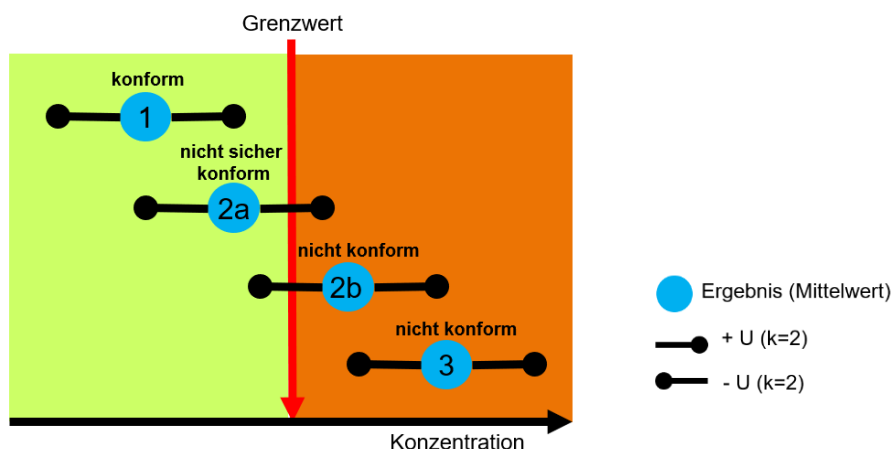 Grenzwert
konform
1
nicht sicher
konform
2a
nicht konform
2b
nicht konform
3
Konzentration
Ergebnis (Mittelwert)
+ U (k=2)
- U (k=2)